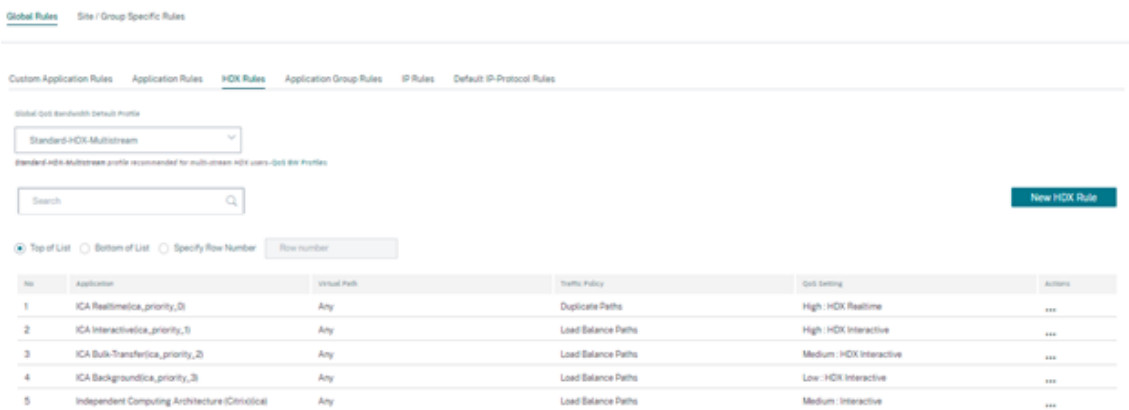 Global Rules Site / Group Specific Rules
Custom Application Rules Application Rules HDX Rules Application Group Rules IP Rules Default IP-Protocol Rules
Global QoS Bandwidth Default Profile
Standard-HDX-Multistream
Standard-HDX-Multistream profile recommended for multi-stream HDX users-QoS BW Profiles
Search
New HDX Rule
Top of List Bottom of List Specify Row Number Row number
No Application Virtual Path Traffic Policy QoS Setting Actions
1 ICA Realtime(ica_priority_0) Any Duplicate Paths High : HDX Realtime ...
2 ICA Interactive(ica_priority_1) Any Load Balance Paths High : HDX Interactive ...
3 ICA Bulk-Transfer(ica_priority_2) Any Load Balance Paths Medium : HDX Interactive ...
4 ICA Background(ica_priority_3) Any Load Balance Paths Low : HDX Interactive ...
5 Independent Computing Architecture (Citrix)(ica) Any Load Balance Paths Medium : Interactive ...